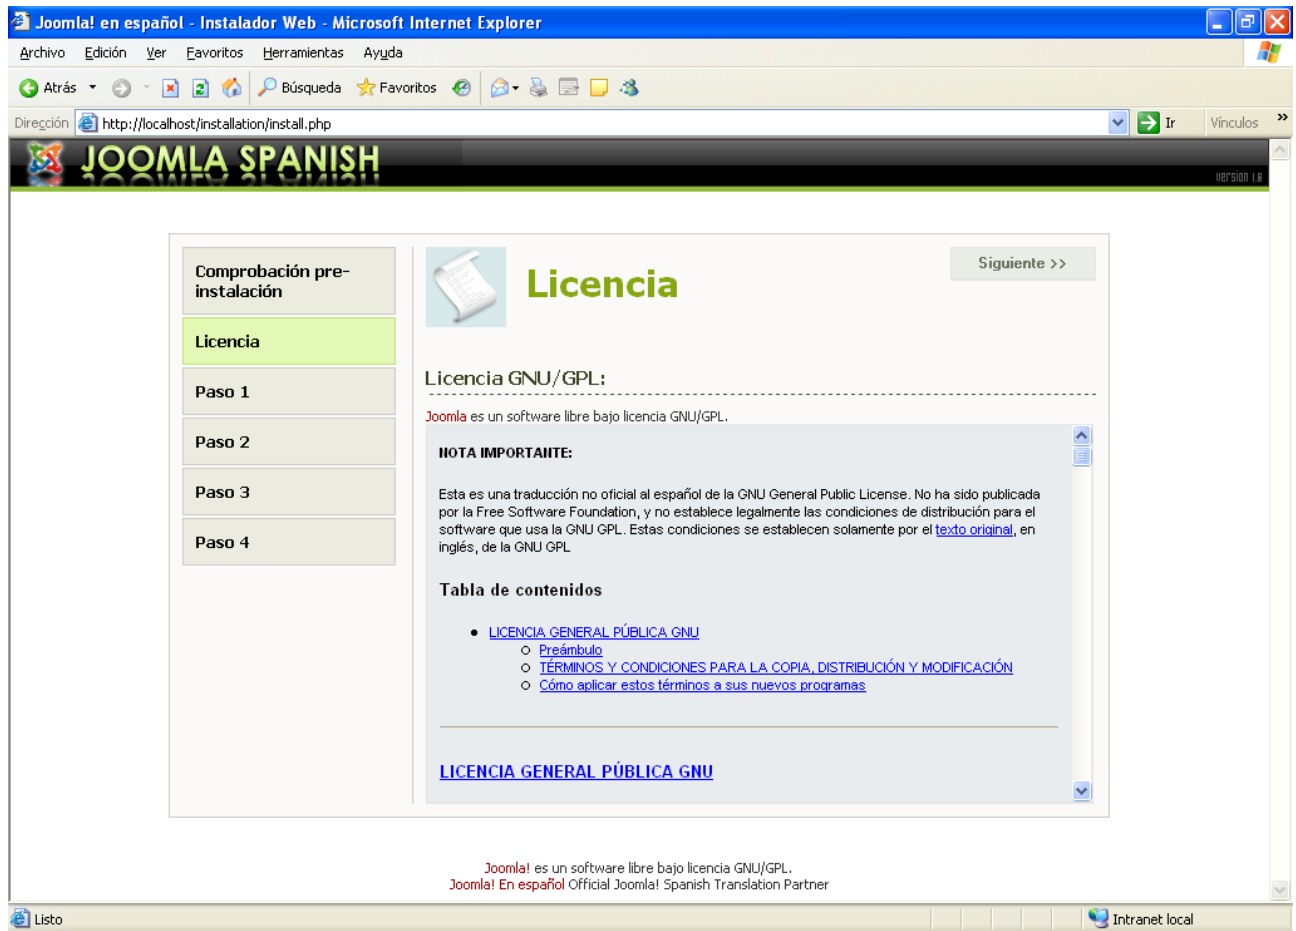 Joomla! en español - Instalador Web - Microsoft Internet Explorer
Archivo Edición Ver Favoritos Herramientas Ayuda
Atrás Búsqueda Favoritos
Dirección http://localhost/installation/install.php Ir Vínculos »
JOOMLA SPANISH
version 1.8
Comprobación pre-
instalación
Licencia
Paso 1
Paso 2
Paso 3
Paso 4
Licencia
Siguiente >>
Licencia GNU/GPL:
Joomla es un software libre bajo licencia GNU/GPL.
NOTA IMPORTANTE:
Esta es una traducción no oficial al español de la GNU General Public License. No ha sido publicada
por la Free Software Foundation, y no establece legalmente las condiciones de distribución para el
software que usa la GNU GPL. Estas condiciones se establecen solamente por el texto original, en
inglés, de la GNU GPL
Tabla de contenidos
LICENCIA GENERAL PÚBLICA GNU
Preámbulo
TÉRMINOS Y CONDICIONES PARA LA COPIA, DISTRIBUCIÓN Y MODIFICACIÓN
Cómo aplicar estos términos a sus nuevos programas
LICENCIA GENERAL PÚBLICA GNU
Joomla! es un software libre bajo licencia GNU/GPL.
Joomla! En español Official Joomla! Spanish Translation Partner
Listo
Intranet local